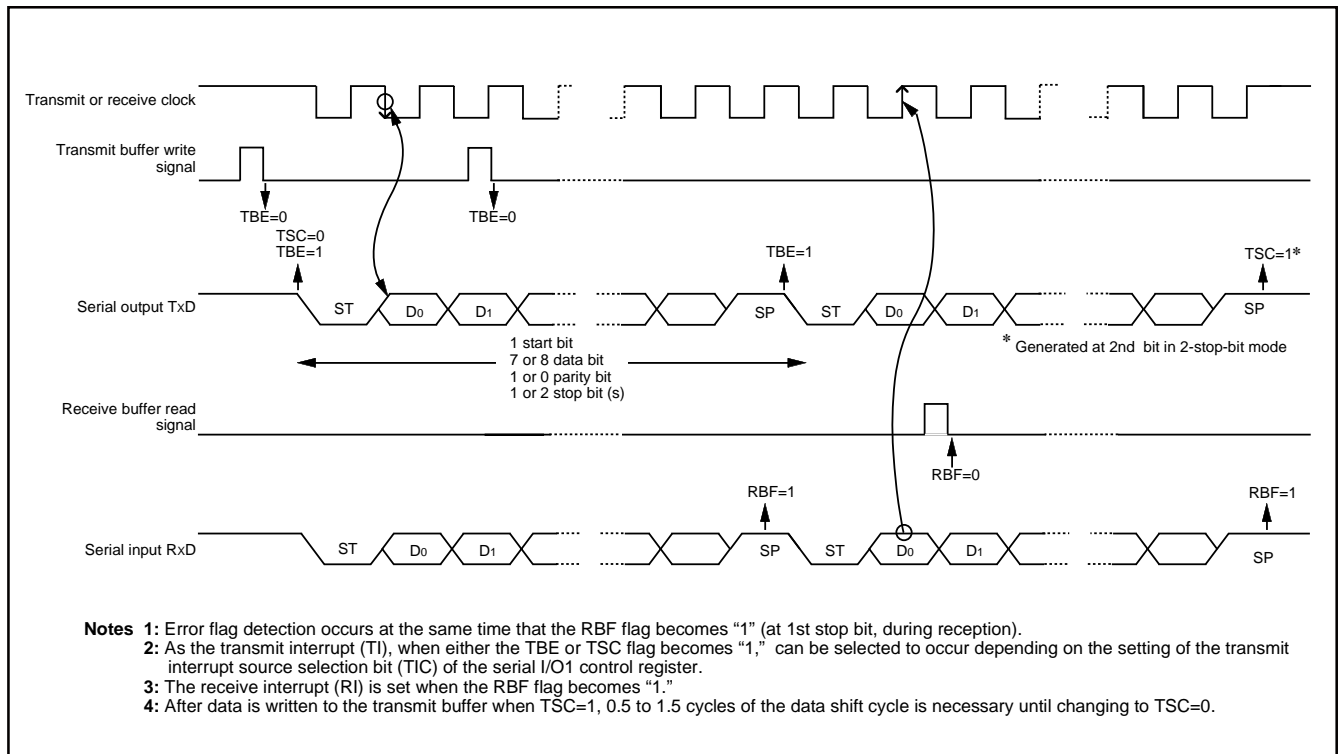 Transmit or receive clock
Transmit buffer write
signal
TBE=0
TBE=0
TSC=0
TBE=1
TBE=1
TSC=1*
Serial output TxD
ST
D0
D1
SP
ST
D0
D1
SP
* Generated at 2nd bit in 2-stop-bit mode
1 start bit
7 or 8 data bit
1 or 0 parity bit
1 or 2 stop bit (s)
Receive buffer read
signal
RBF=0
RBF=1
RBF=1
Serial input RxD
ST
D0
D1
SP
ST
D0
D1
SP
Notes 1: Error flag detection occurs at the same time that the RBF flag becomes “1” (at 1st stop bit, during reception).
2: As the transmit interrupt (TI), when either the TBE or TSC flag becomes “1,” can be selected to occur depending on the setting of the transmit
interrupt source selection bit (TIC) of the serial I/O1 control register.
3: The receive interrupt (RI) is set when the RBF flag becomes “1.”
4: After data is written to the transmit buffer when TSC=1, 0.5 to 1.5 cycles of the data shift cycle is necessary until changing to TSC=0.